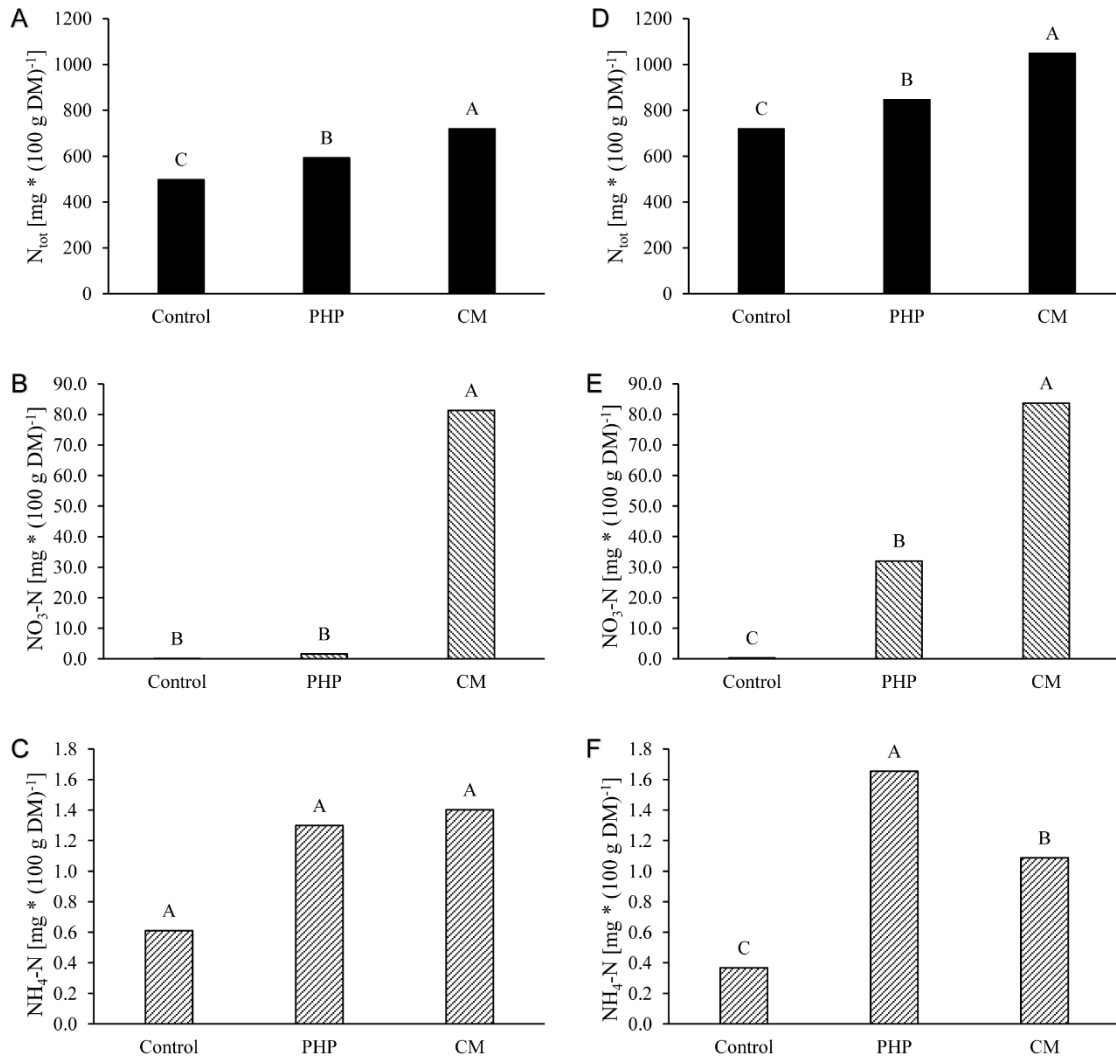 A
N_tot [mg * (100 g DM)^-1]
1200
1000
800
600
400
200
0
C
B
A
Control PHP CM
D
N_tot [mg * (100 g DM)^-1]
1200
1000
800
600
400
200
0
C
B
A
Control PHP CM
B
NO₃-N [mg * (100 g DM)⁻¹]
90.0
80.0
70.0
60.0
50.0
40.0
30.0
20.0
10.0
0.0
B
B
A
Control PHP CM
E
NO₃-N [mg * (100 g DM)⁻¹]
90.0
80.0
70.0
60.0
50.0
40.0
30.0
20.0
10.0
0.0
C
B
A
Control PHP CM
C
NH₄-N [mg * (100 g DM)⁻¹]
1.8
1.6
1.4
1.2
1.0
0.8
0.6
0.4
0.2
0.0
A
A
A
Control PHP CM
F
NH₄-N [mg * (100 g DM)⁻¹]
1.8
1.6
1.4
1.2
1.0
0.8
0.6
0.4
0.2
0.0
C
A
B
Control PHP CM